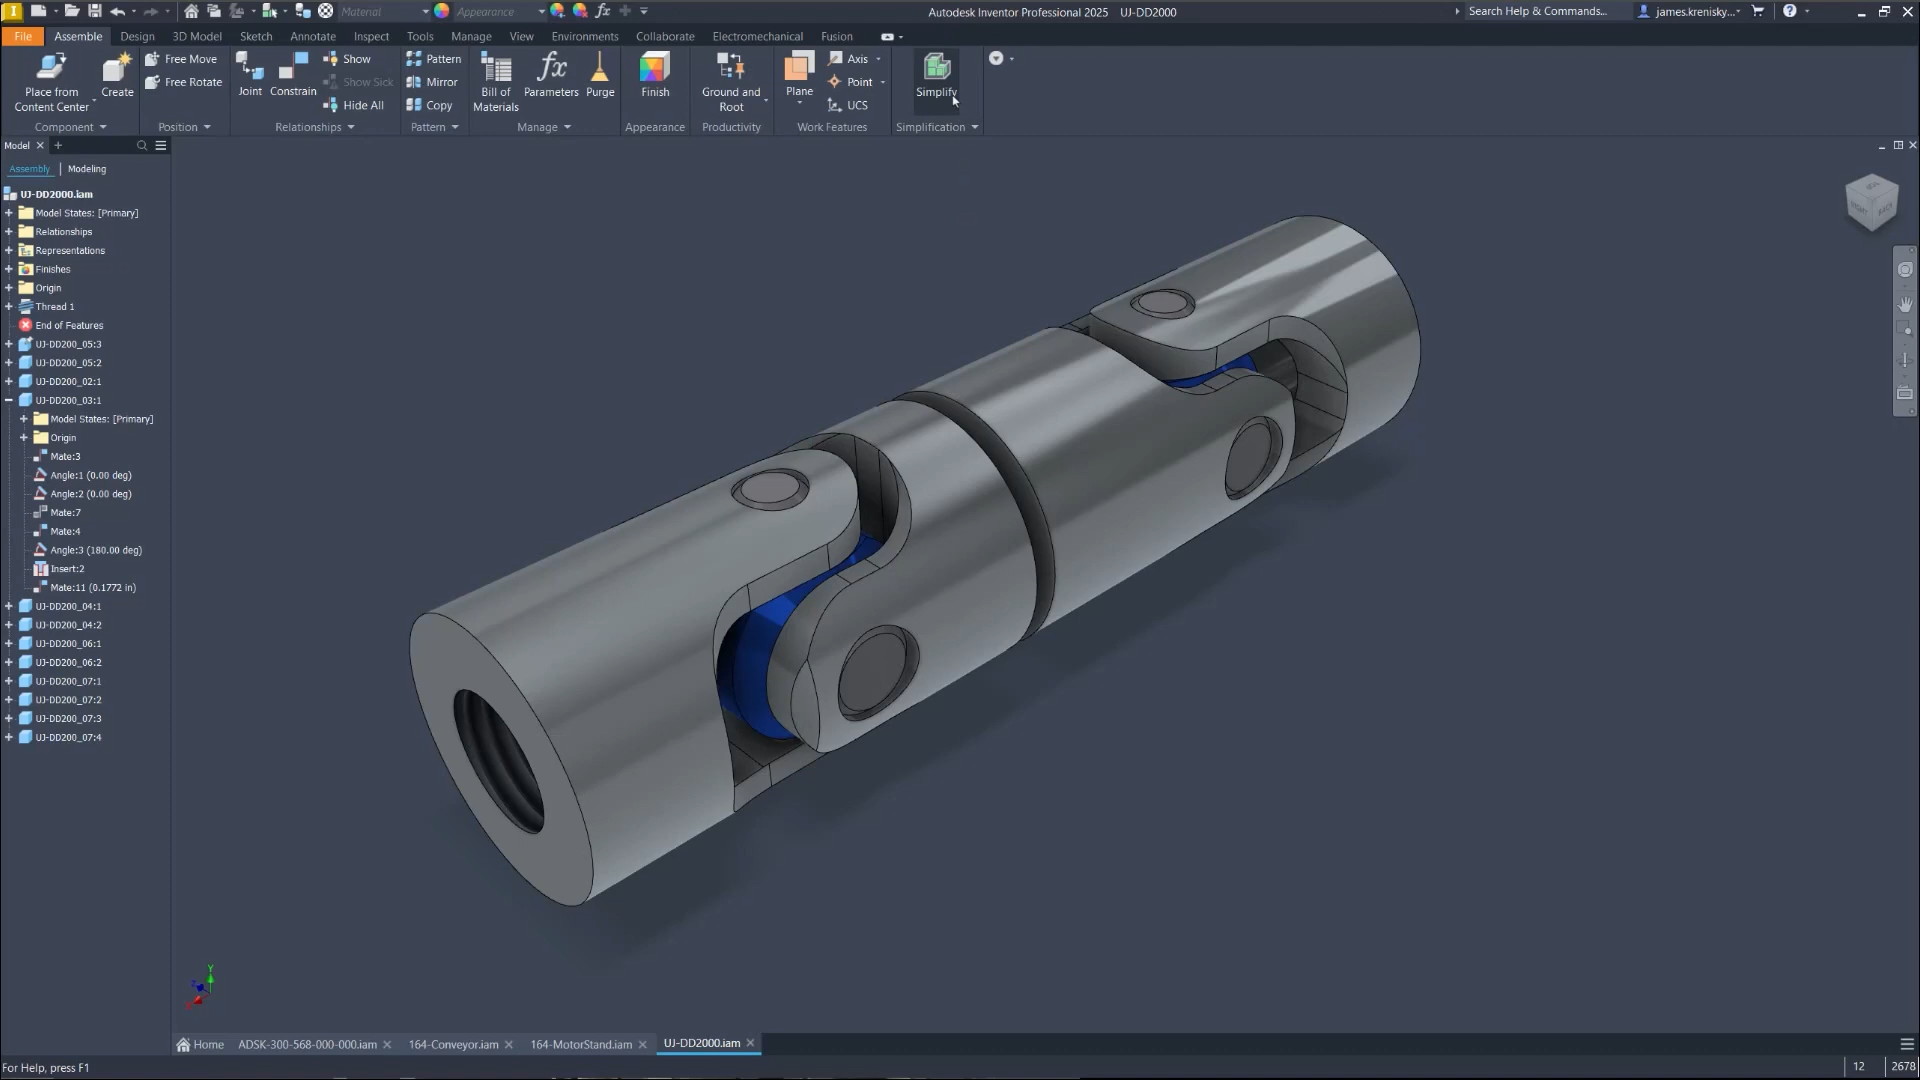 Material
Appearance
fx
Autodesk Inventor Professional 2025 UJ-DD2000
Search Help & Commands...
james.krenisky...
File
Assemble
Design
3D Model
Sketch
Annotate
Inspect
Tools
Manage
View
Environments
Collaborate
Electromechanical
Fusion
Place from
Content Center
Create
Free Move
Free Rotate
Joint
Constrain
Show
Show Sick
Hide All
Pattern
Mirror
Copy
Bill of
Materials
fx
Parameters
Purge
Finish
Ground and
Root
Plane
Axis
Point
UCS
Simplify
Component
Position
Relationships
Pattern
Manage
Appearance
Productivity
Work Features
Simplification
Model
Assembly
Modeling
UJ-DD2000.iam
Model States: [Primary]
Relationships
Representations
Finishes
Origin
Thread 1
End of Features
UJ-DD200_05:3
UJ-DD200_05:2
UJ-DD200_02:1
UJ-DD200_03:1
Model States: [Primary]
Origin
Mate:3
Angle:1 (0.00 deg)
Angle:2 (0.00 deg)
Mate:7
Mate:4
Angle:3 (180.00 deg)
Insert:2
Mate:11 (0.1772 in)
UJ-DD200_04:1
UJ-DD200_04:2
UJ-DD200_06:1
UJ-DD200_06:2
UJ-DD200_07:1
UJ-DD200_07:2
UJ-DD200_07:3
UJ-DD200_07:4
Y
Home
ADSK-300-568-000-000.iam
164-Conveyor.iam
164-MotorStand.iam
UJ-DD2000.iam
For Help, press F1
12
2678